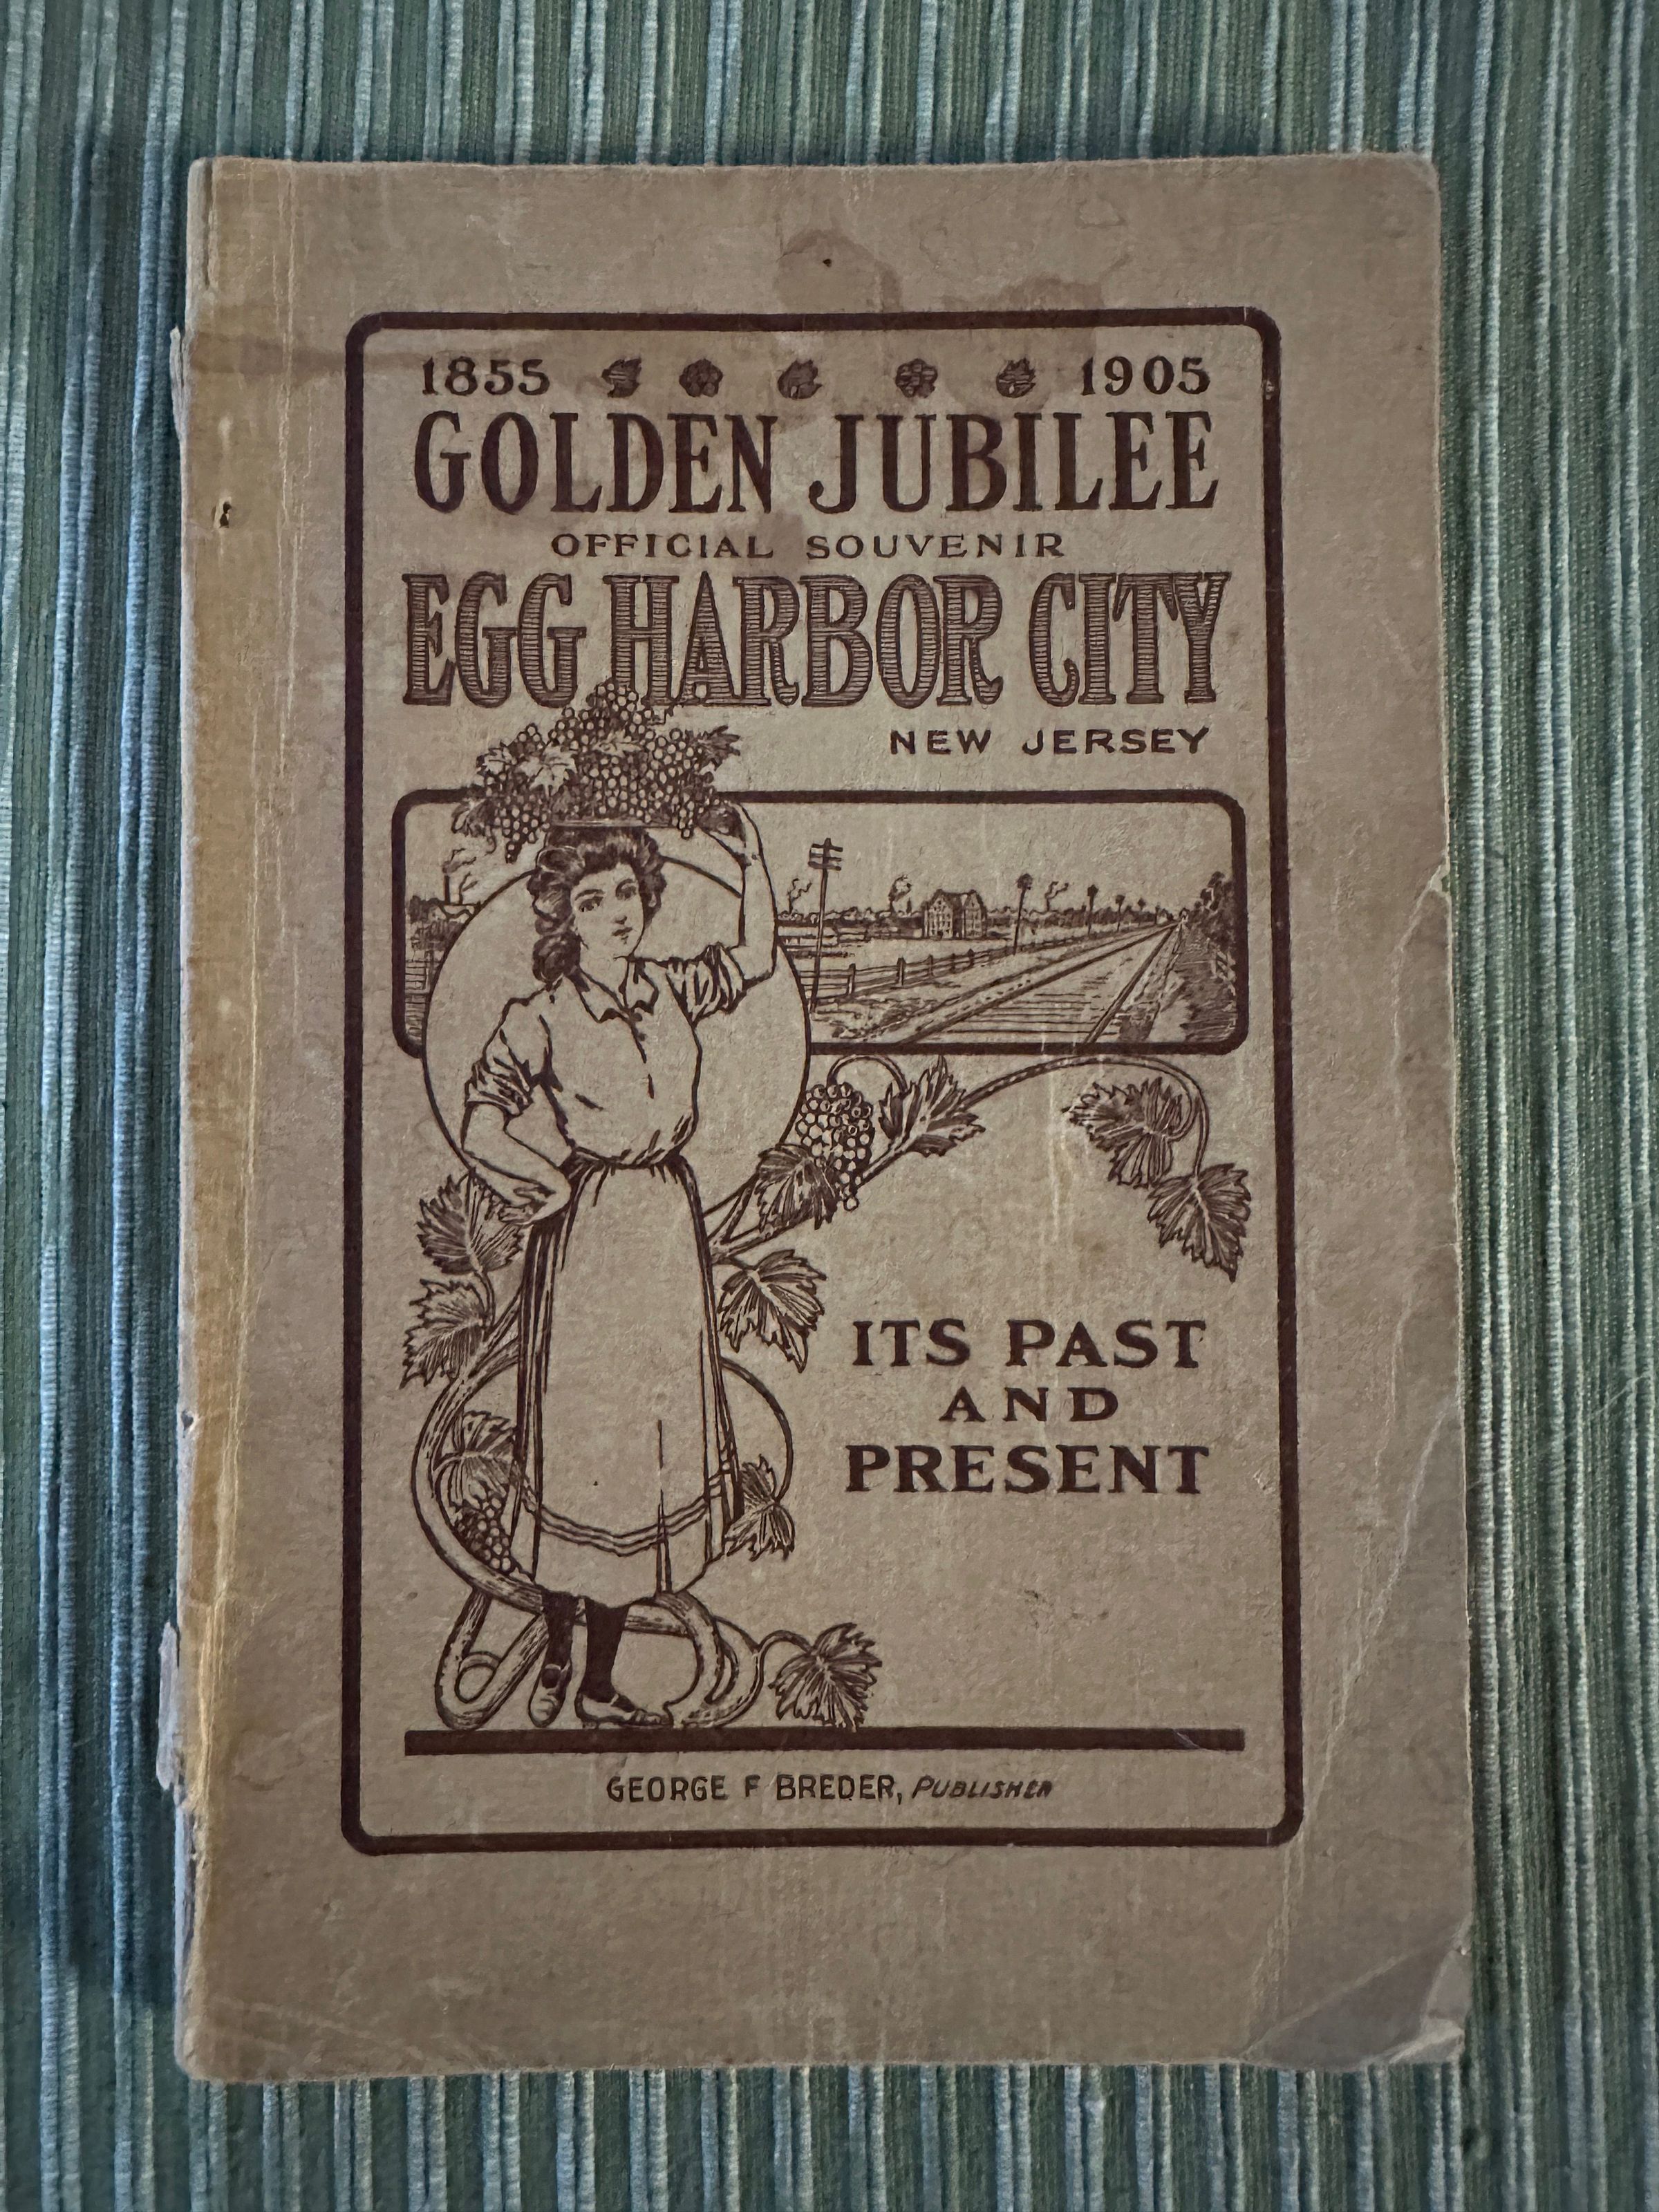 1855 1905
GOLDEN JUBILEE
OFFICIAL SOUVENIR
EGG HARBOR CITY
NEW JERSEY
ITS PAST
AND
PRESENT
GEORGE F BREDER, PUBLISHER